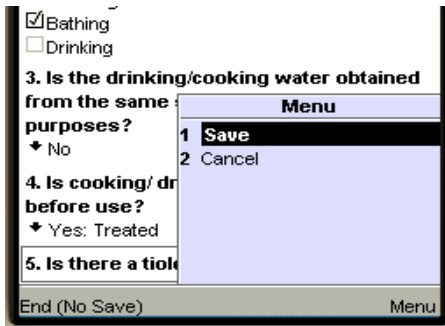 Bathing
Drinking
3. Is the drinking/cooking water obtained
from the same
purposes?
No
4. Is cooking/ dr
before use?
Yes: Treated
5. Is there a
Menu
1 Save
2 Cancel
End (No Save)
Menu